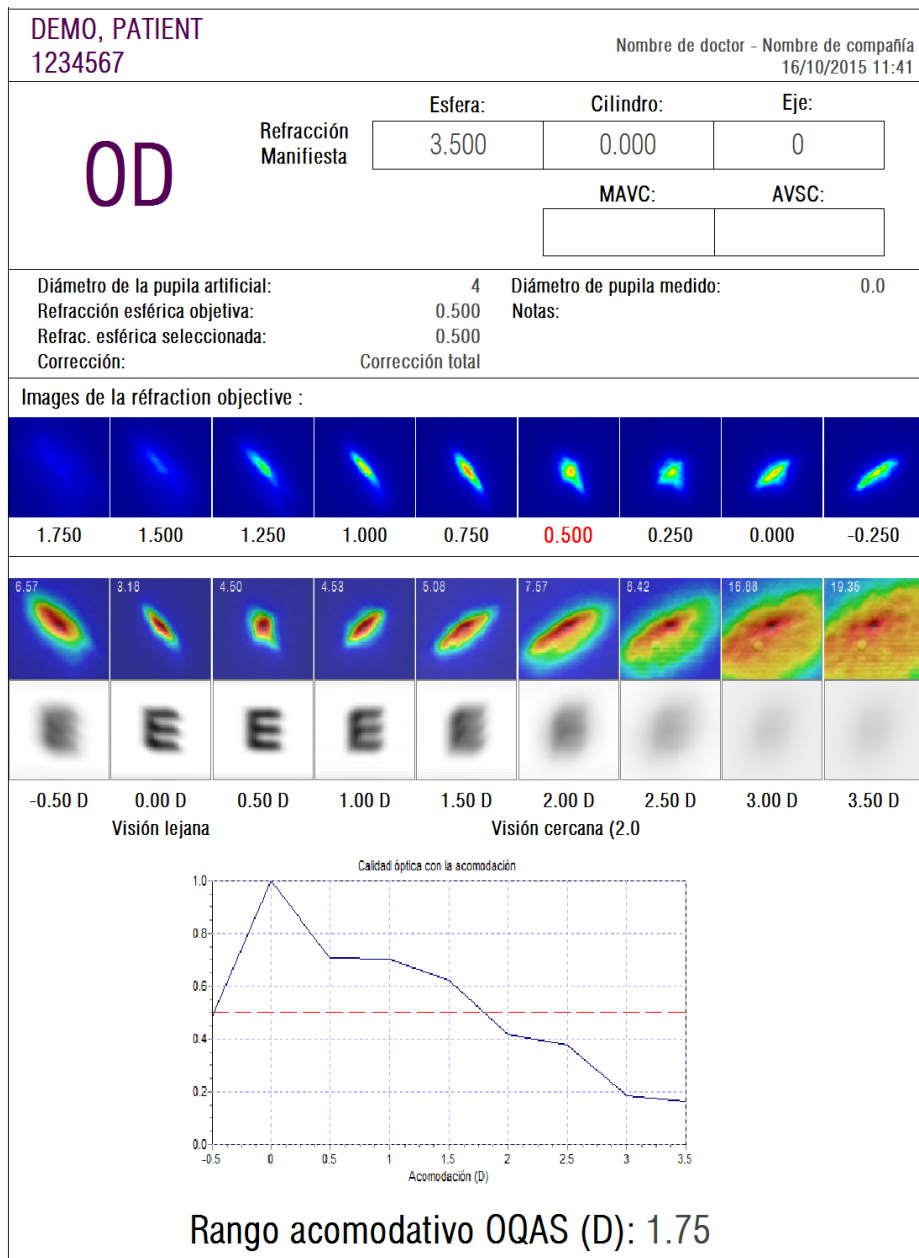 DEMO, PATIENT
1234567
Nombre de doctor - Nombre de compañía
16/10/2015 11:41
OD
Esfera: Cilindro: Eje:
Refracción Manifiesta 3.500 0.000 0
MAVC: AVSC:
Diámetro de la pupila artificial: 4 Diámetro de pupila medido: 0.0
Refracción esférica objetiva: 0.500 Notas:
Refrac. esférica seleccionada: 0.500
Corrección: Corrección total
Images de la réfraction objective :
1.750 1.500 1.250 1.000 0.750 0.500 0.250 0.000 -0.250
6.57 3.18 4.50 4.53 5.08 7.57 8.42 16.88 19.35
E E E E E E
-0.50 D 0.00 D 0.50 D 1.00 D 1.50 D 2.00 D 2.50 D 3.00 D 3.50 D
Visión lejana Visión cercana (2.0
Calidad óptica con la acomodación
1.0
0.8
0.6
0.4
0.2
0.0
-0.5 0 0.5 1 1.5 2 2.5 3 3.5
Acomodación (D)
Rango acomodativo OQAS (D): 1.75